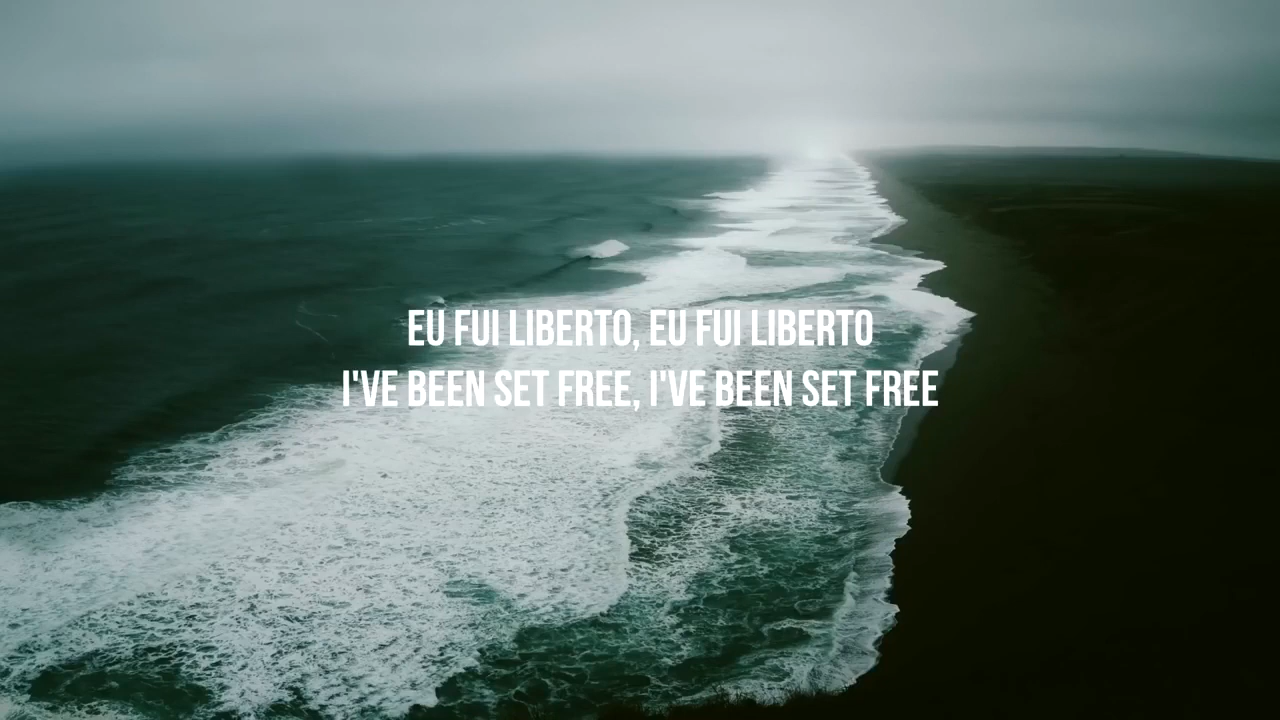 EU FUI LIBERTO, EU FUI LIBERTO
I'VE BEEN SET FREE, I'VE BEEN SET FREE